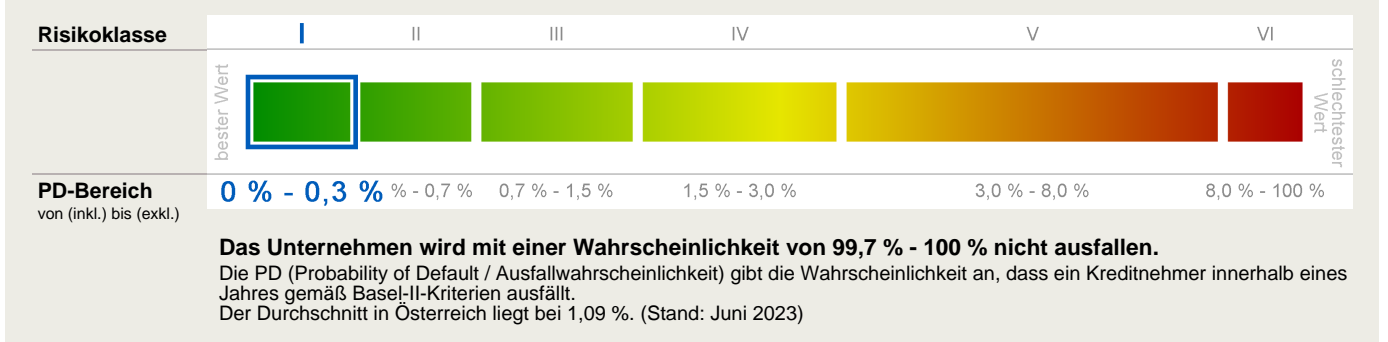 Risikoklasse I II III IV V VI
bester Wert
schlechtester
Wert
PD-Bereich 0 % - 0,3 % % - 0,7 % 0,7 % - 1,5 % 1,5 % - 3,0 % 3,0 % - 8,0 % 8,0 % - 100 %
von (inkl.) bis (exkl.)
Das Unternehmen wird mit einer Wahrscheinlichkeit von 99,7 % - 100 % nicht ausfallen.
Die PD (Probability of Default / Ausfallwahrscheinlichkeit) gibt die Wahrscheinlichkeit an, dass ein Kreditnehmer innerhalb eines
Jahres gemäß Basel-II-Kriterien ausfällt.
Der Durchschnitt in Österreich liegt bei 1,09 %. (Stand: Juni 2023)